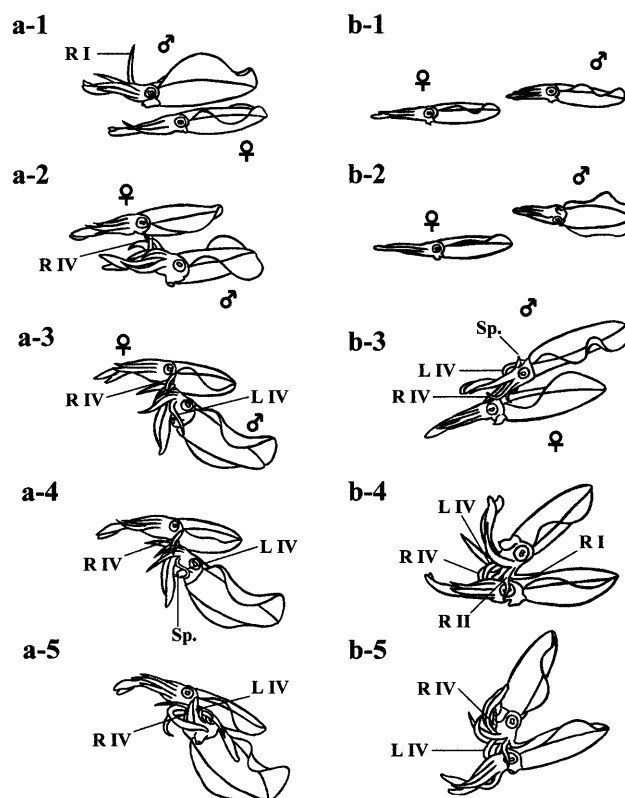 a-1
R I
♂
♀
a-2
♀
R IV
♂
a-3
♀
R IV
L IV
♂
a-4
R IV
L IV
Sp.
a-5
L IV
R IV
b-1
♀
♂
b-2
♀
♂
b-3
♂
Sp.
L IV
R IV
♀
b-4
L IV
R IV
R I
R II
b-5
R IV
L IV